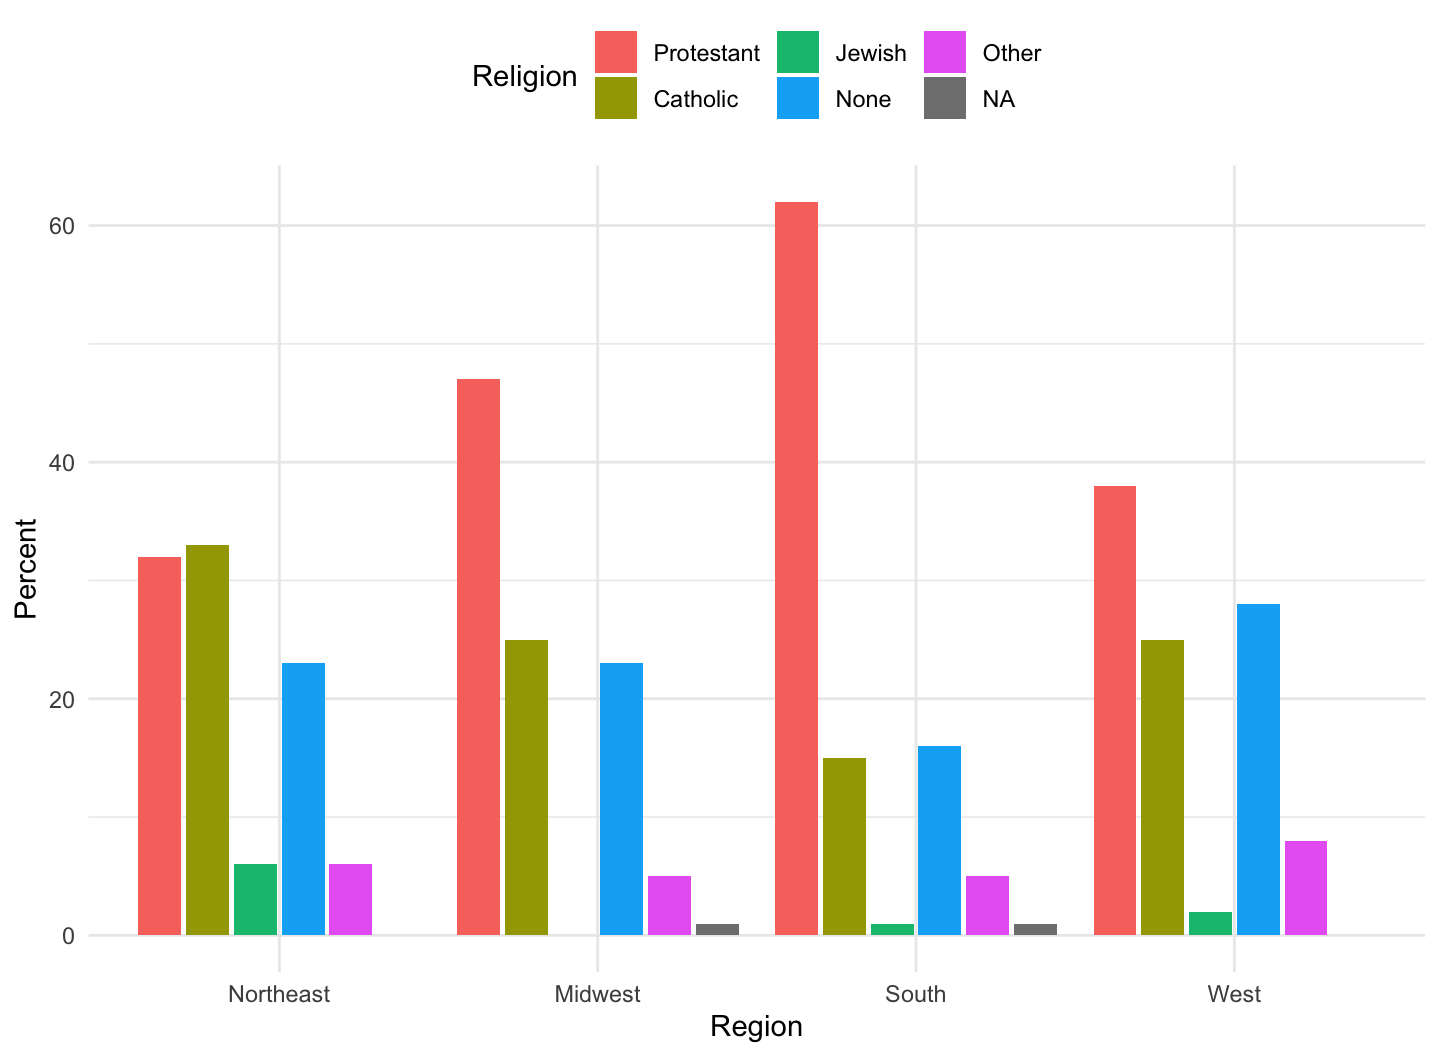 Religion
Protestant Jewish Other
Catholic None NA
60
40
20
0
Percent
Northeast Midwest South West
Region